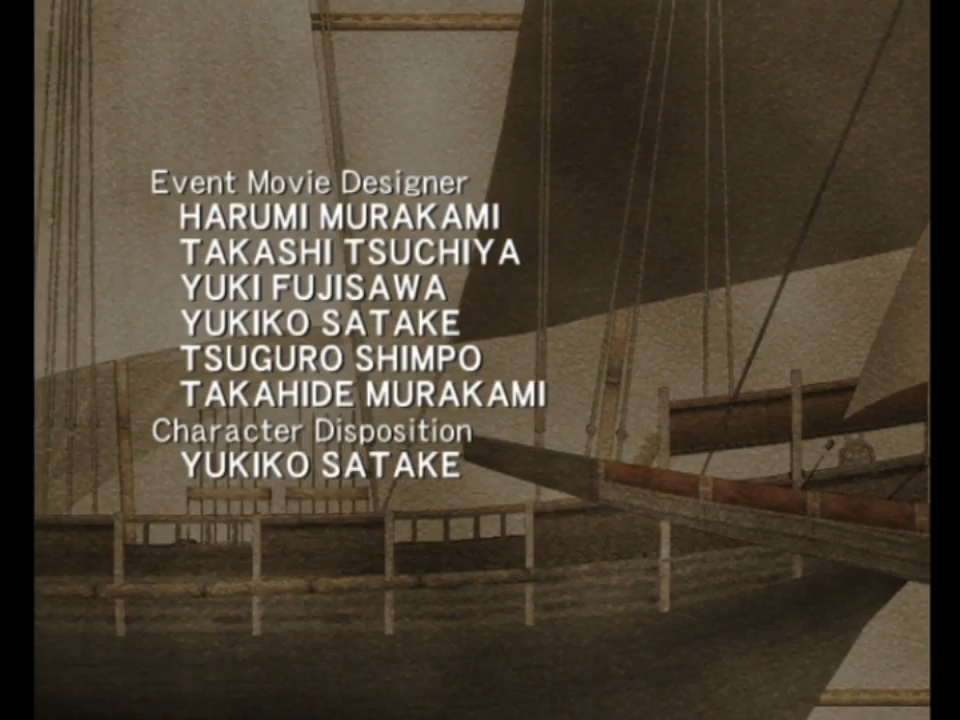 Event Movie Designer
HARUMI MURAKAMI
TAKASHI TSUCHIYA
YUKI FUJISAWA
YUKIKO SATAKE
TSUGURO SHIMPO
TAKAHIDE MURAKAMI
Character Disposition
YUKIKO SATAKE